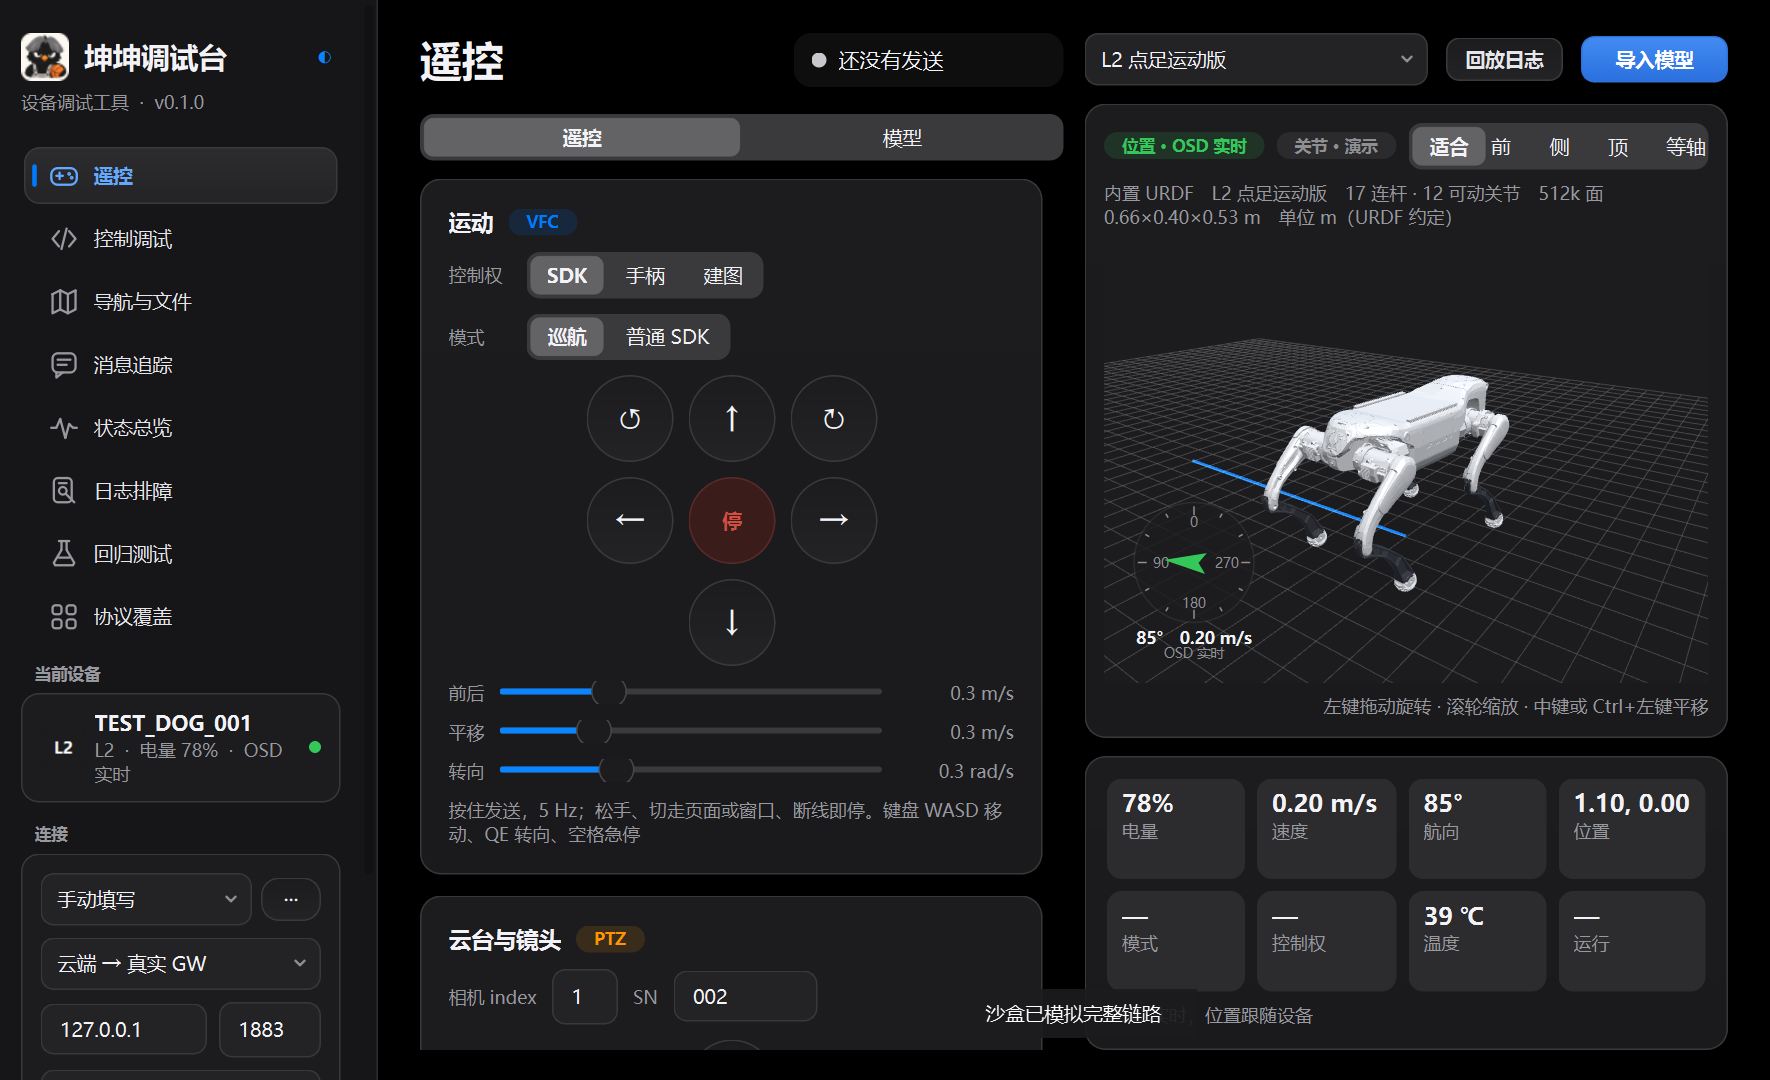 坤坤调试台
设备调试工具 · v0.1.0
遥控
控制调试
导航与文件
消息追踪
状态总览
日志排障
回归测试
协议覆盖
当前设备
L2
TEST_DOG_001
L2 · 电量 78% · OSD
实时
连接
手动填写
...
云端 → 真实 GW
127.0.0.1
1883
遥控
还没有发送
遥控
模型
运动
VFC
控制权
SDK
手柄
建图
模式
巡航
普通 SDK
↺
↑
↻
←
停
→
↓
前后
0.3 m/s
平移
0.3 m/s
转向
0.3 rad/s
按住发送，5 Hz；松手、切走页面或窗口、断线即停。键盘 WASD 移
动、QE 转向、空格急停
云台与镜头
PTZ
相机 index
1
SN
002
L2 点足运动版
回放日志
导入模型
位置 • OSD 实时
关节 • 演示
适合
前
侧
顶
等轴
内置 URDF L2 点足运动版 17 连杆 · 12 可动关节 512k 面
0.66×0.40×0.53 m 单位 m（URDF 约定）
0
90
270
180
85° 0.20 m/s
OSD 实时
左键拖动旋转 · 滚轮缩放 · 中键或 Ctrl+左键平移
78%
电量
0.20 m/s
速度
85°
航向
1.10, 0.00
位置
—
模式
—
控制权
39 ℃
温度
—
运行
沙盒已模拟完整链路
时，位置跟随设备